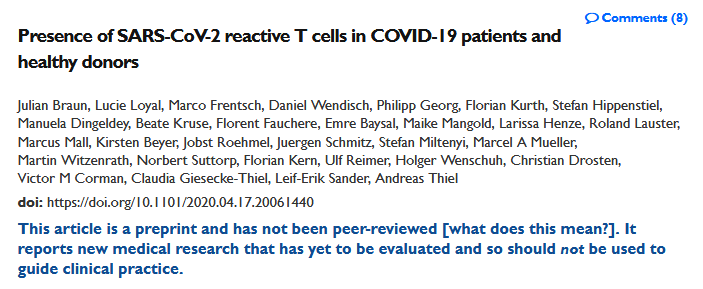 Comments (8)
Presence of SARS-CoV-2 reactive T cells in COVID-19 patients and
healthy donors
Julian Braun, Lucie Loyal, Marco Frentsch, Daniel Wendisch, Philipp Georg, Florian Kurth, Stefan Hippenstiel,
Manuela Dingeldey, Beate Kruse, Florent Fauchere, Emre Baysal, Maike Mangold, Larissa Henze, Roland Lauster,
Marcus Mall, Kirsten Beyer, Jobst Roehmel, Juergen Schmitz, Stefan Miltenyi, Marcel A Mueller,
Martin Witzenrath, Norbert Suttorp, Florian Kern, Ulf Reimer, Holger Wenschuh, Christian Drosten,
Victor M Corman, Claudia Giesecke-Thiel, Leif-Erik Sander, Andreas Thiel
doi: https://doi.org/10.1101/2020.04.17.20061440
This article is a preprint and has not been peer-reviewed [what does this mean?]. It
reports new medical research that has yet to be evaluated and so should not be used to
guide clinical practice.